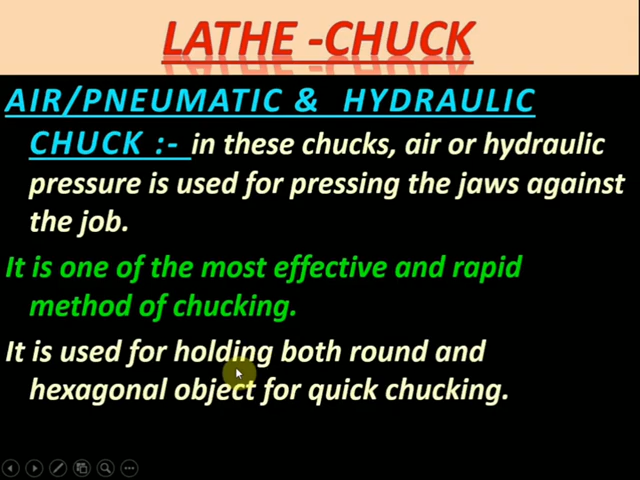 LATHE -CHUCK
AIR/PNEUMATIC & HYDRAULIC
CHUCK :- in these chucks, air or hydraulic
pressure is used for pressing the jaws against
the job.
It is one of the most effective and rapid
method of chucking.
It is used for holding both round and
hexagonal object for quick chucking.